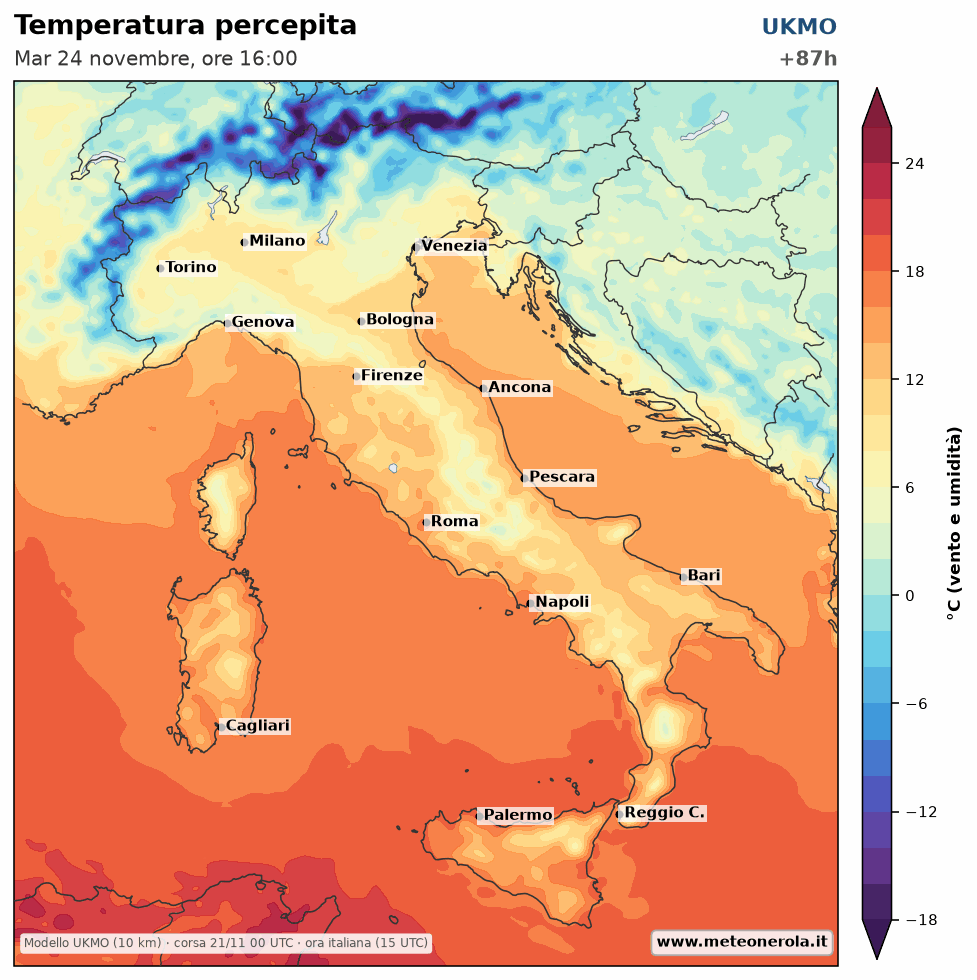 Temperatura percepita
UKMO
Mar 24 novembre, ore 16:00
+87h
Milano
Venezia
Torino
Genova
Bologna
Firenze
Ancona
Pescara
Roma
Bari
Napoli
Cagliari
Palermo
Reggio C.
24
18
12
6
0
−6
−12
−18
°C (vento e umidità)
Modello UKMO (10 km) · corsa 21/11 00 UTC · ora italiana (15 UTC)
www.meteonerola.it